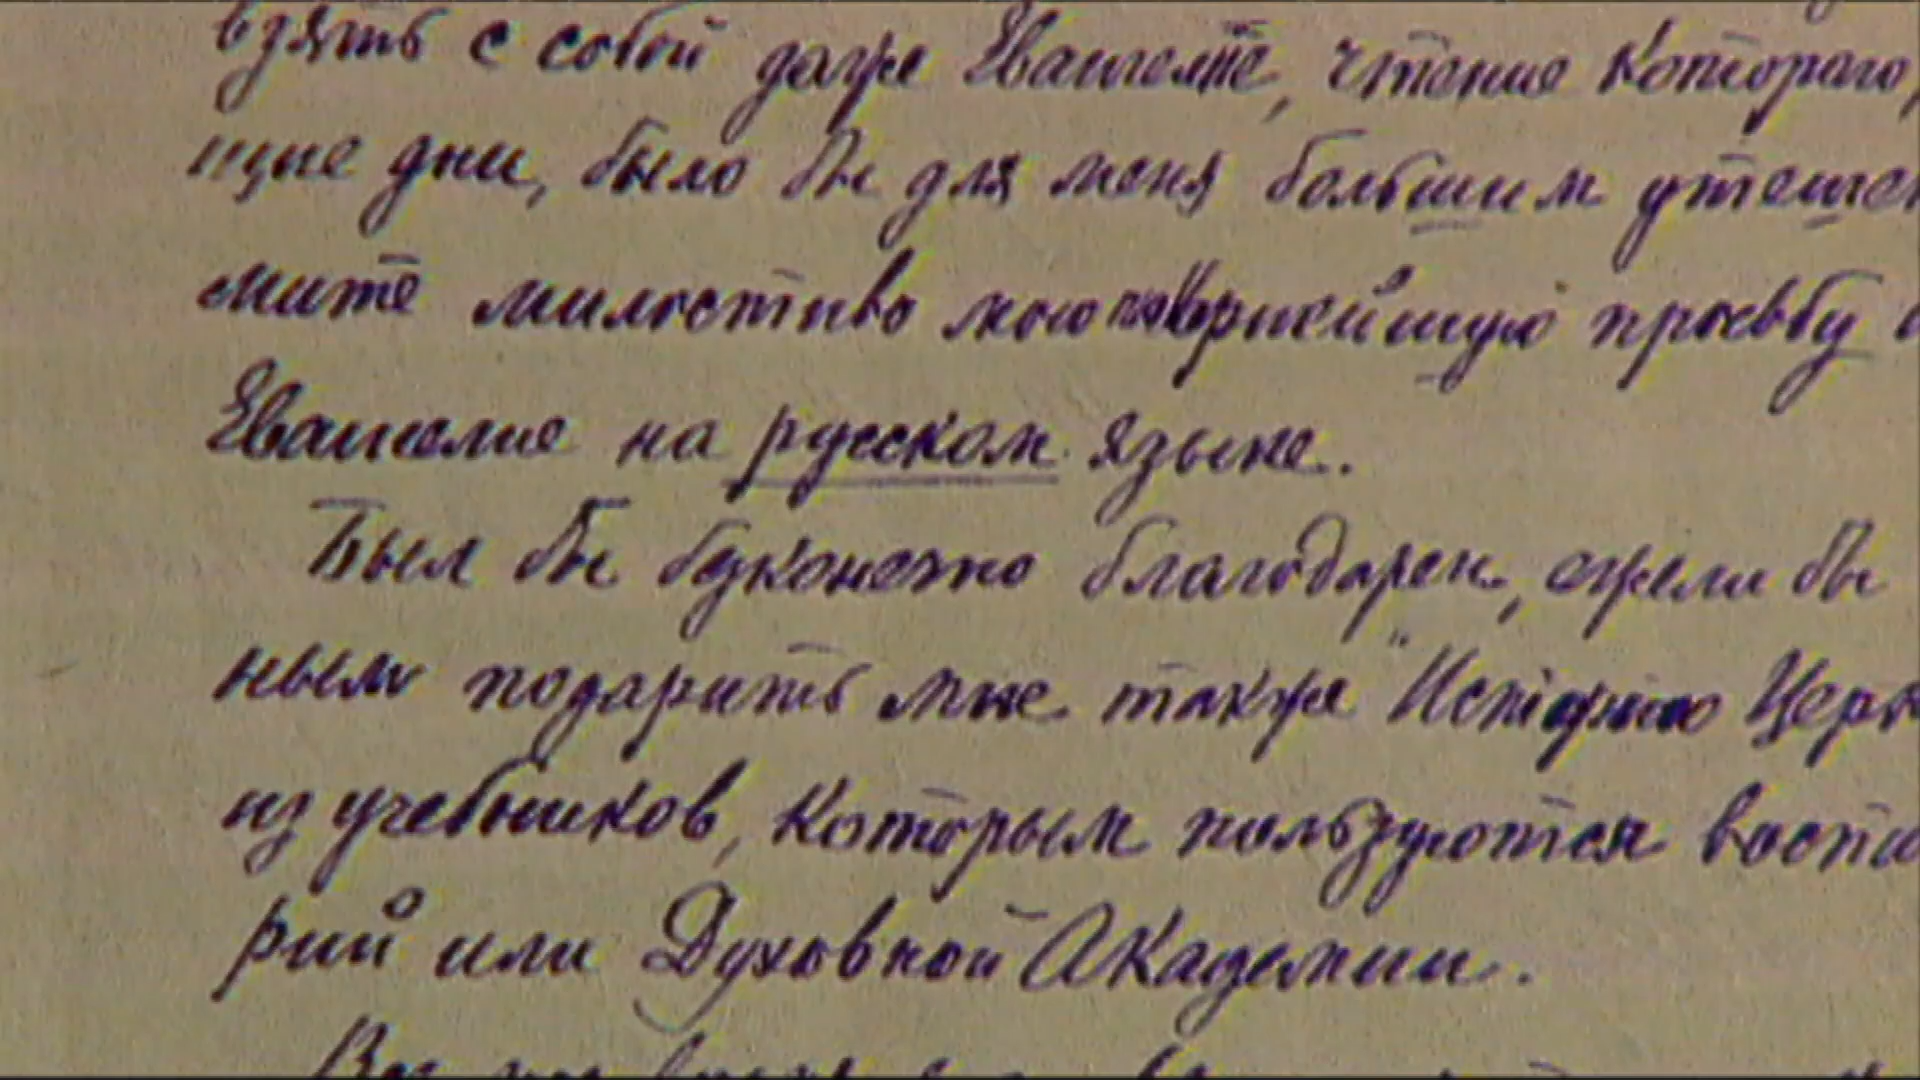 взять с собой даже Евангелие, чтение котораго,
щие дни, было бы для меня большим утешен
мите милостиво мою покорнейшую просьбу
Евангелие на русском языке.
Был бы бесконечно благодарен, ежели бы
ным подарить мне также "Историю Церк
из учебников, которым пользуются воспи
рий или Духовной Академии.